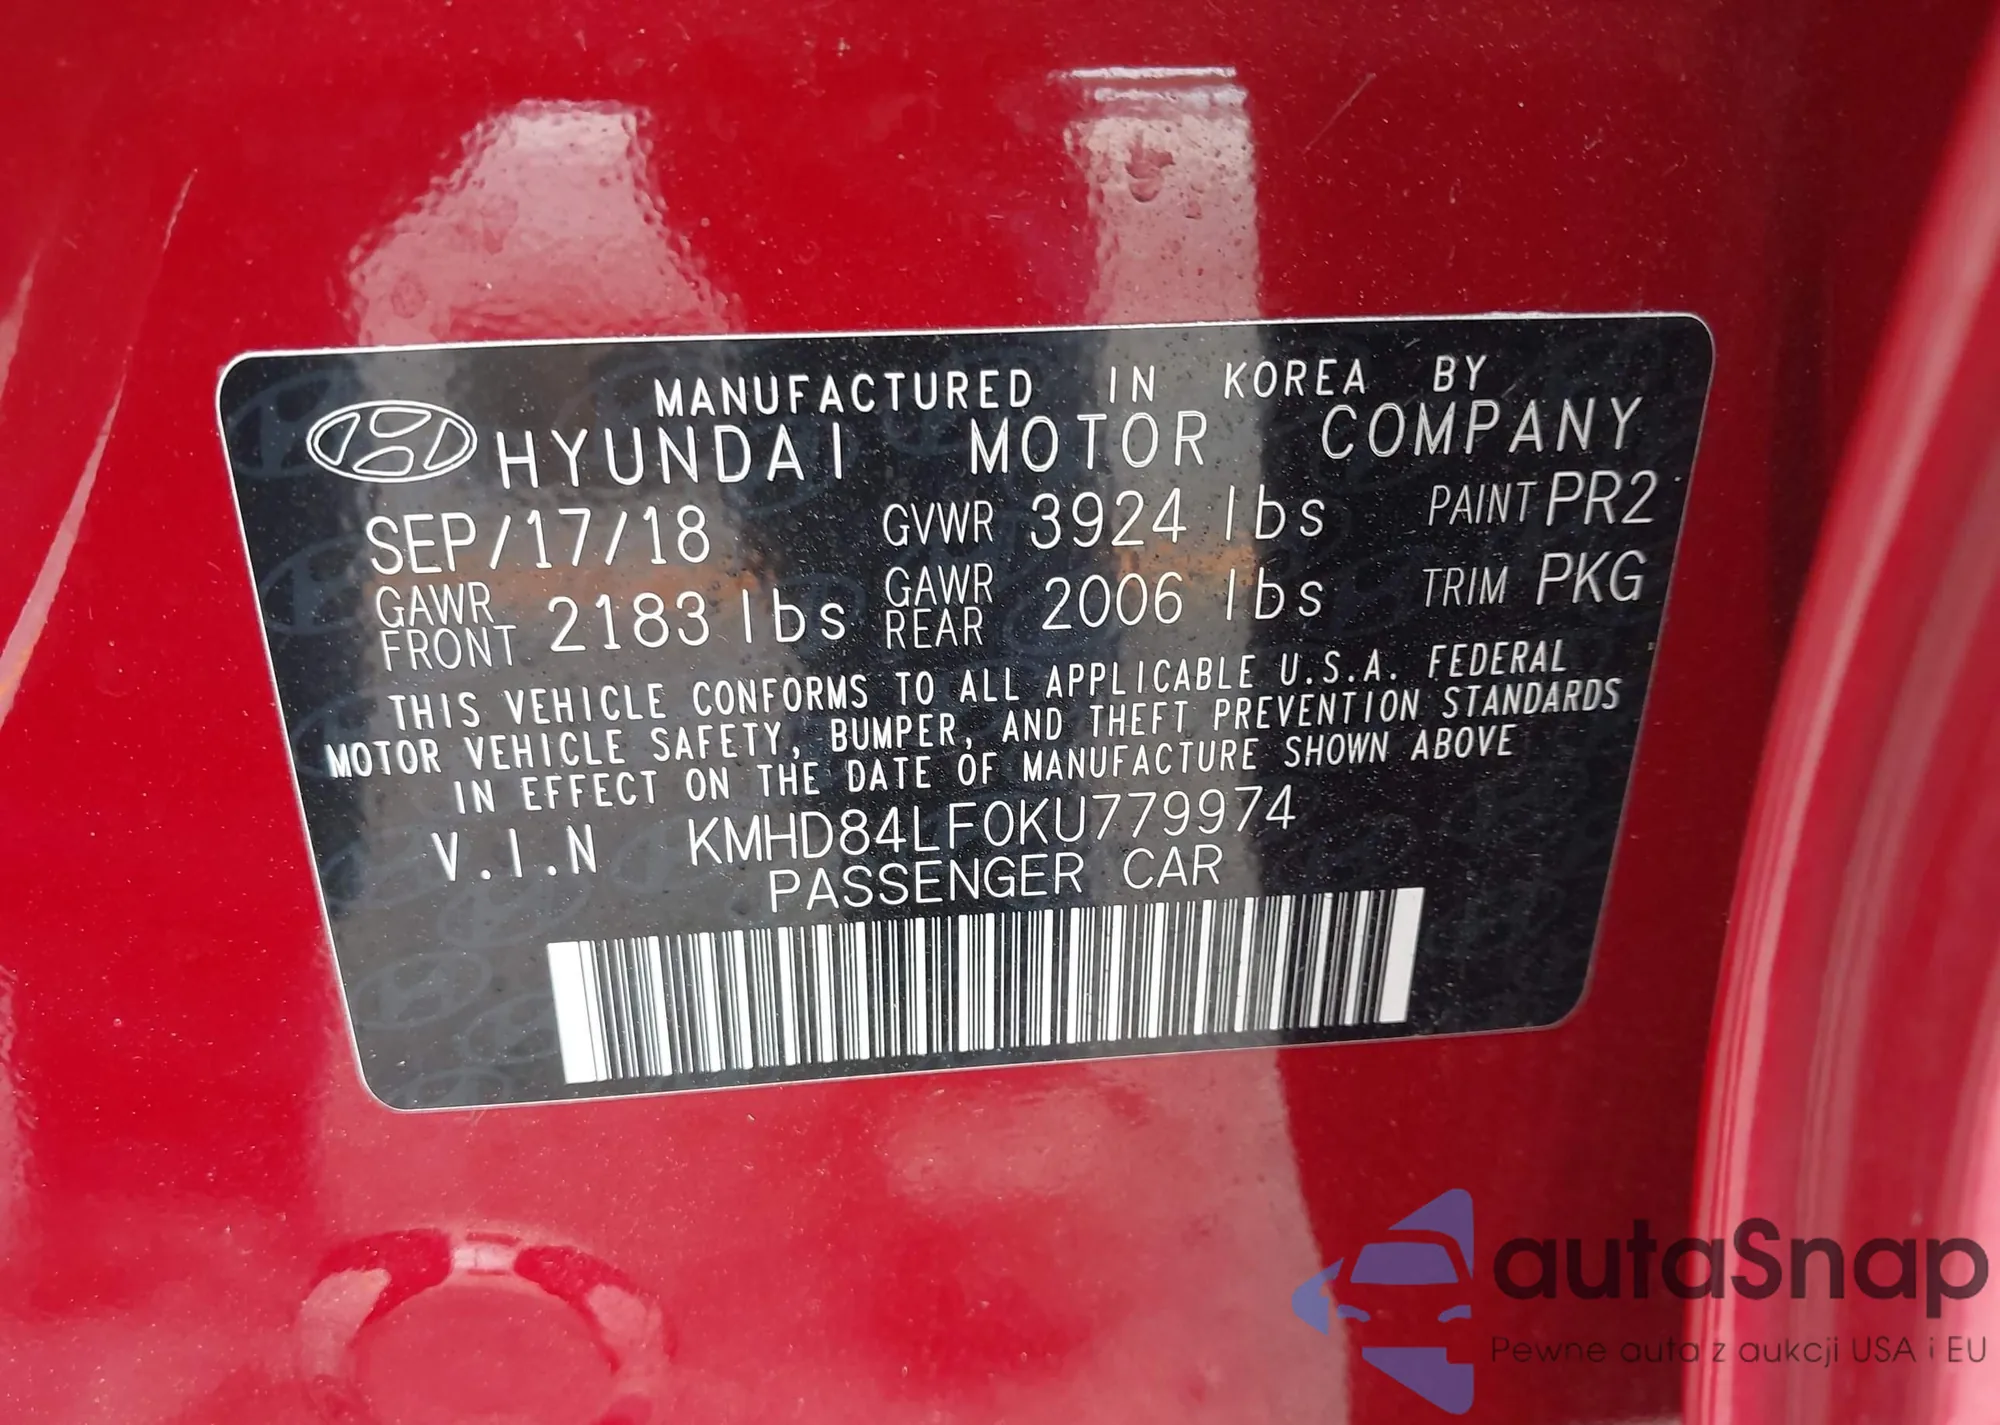 MANUFACTURED IN KOREA BY
HYUNDAI MOTOR COMPANY
SEP/17/18 GVWR 3924 lbs PAINT PR2
GAWR FRONT 2183 lbs GAWR REAR 2006 lbs TRIM PKG
THIS VEHICLE CONFORMS TO ALL APPLICABLE U.S.A. FEDERAL
MOTOR VEHICLE SAFETY, BUMPER, AND THEFT PREVENTION STANDARDS
IN EFFECT ON THE DATE OF MANUFACTURE SHOWN ABOVE
V.I.N KMHD84LF0KU779974
PASSENGER CAR
autaSnap
Pewne auta z aukcji USA i EU